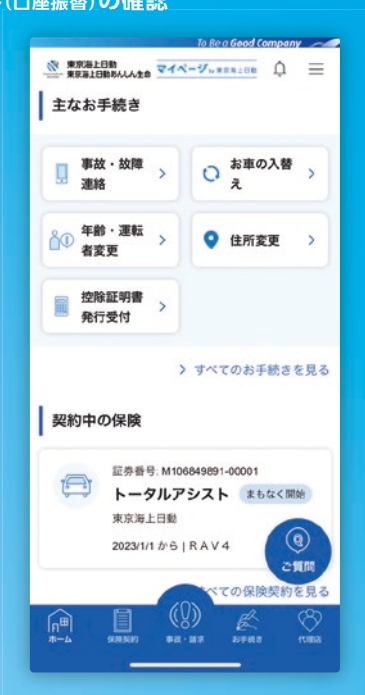 (口座振替)の確認
To Be a Good Company
東京海上日動
東京海上日動あんしん生命
マイページ by 東京海上日動
主なお手続き
事故・故障
連絡
お車の入替
え
年齢・運転
者変更
住所変更
控除証明書
発行受付
すべてのお手続きを見る
契約中の保険
証券番号: M106849891-00001
トータルアシスト まもなく開始
東京海上日動
2023/1/1 から | RAV4
ご質問
べての保険契約を見る
ホーム
保険契約
事故・請求
お手続き
代理店